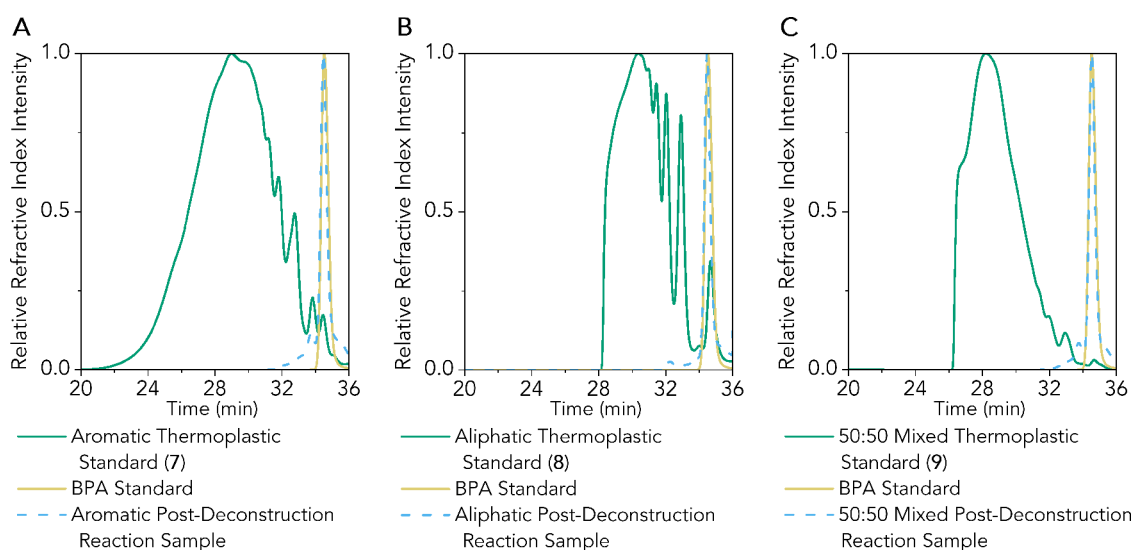 A
Relative Refractive Index Intensity
1.0
0.5
0.0
20 24 28 32 36
Time (min)
Aromatic Thermoplastic
Standard (7)
BPA Standard
Aromatic Post-Deconstruction
Reaction Sample
B
Relative Refractive Index Intensity
1.0
0.5
0.0
20 24 28 32 36
Time (min)
Aliphatic Thermoplastic
Standard (8)
BPA Standard
Aliphatic Post-Deconstruction
Reaction Sample
C
Relative Refractive Index Intensity
1.0
0.5
0.0
20 24 28 32 36
Time (min)
50:50 Mixed Thermoplastic
Standard (9)
BPA Standard
50:50 Mixed Post-Deconstruction
Reaction Sample